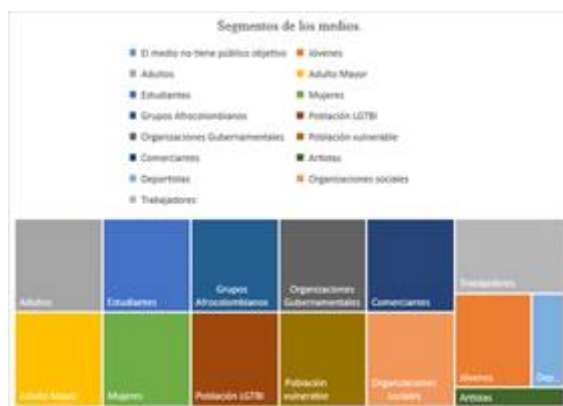 Segmentos de los medios
El medio no tiene público objetivo
Jóvenes
Adultos
Adulto Mayor
Estudiantes
Mujeres
Grupos Afrocolombianos
Población LGTBI
Organizaciones Gubernamentales
Población vulnerable
Comerciantes
Artistas
Deportistas
Organizaciones sociales
Trabajadores
Adultos
Estudiantes
Grupos
Afrocolombianos
Organizaciones
Gubernamentales
Comerciantes
Trabajadores
Adulto Mayor
Mujeres
Población LGTBI
Población
vulnerable
Organizaciones
sociales
Jóvenes
Dep...
Artistas